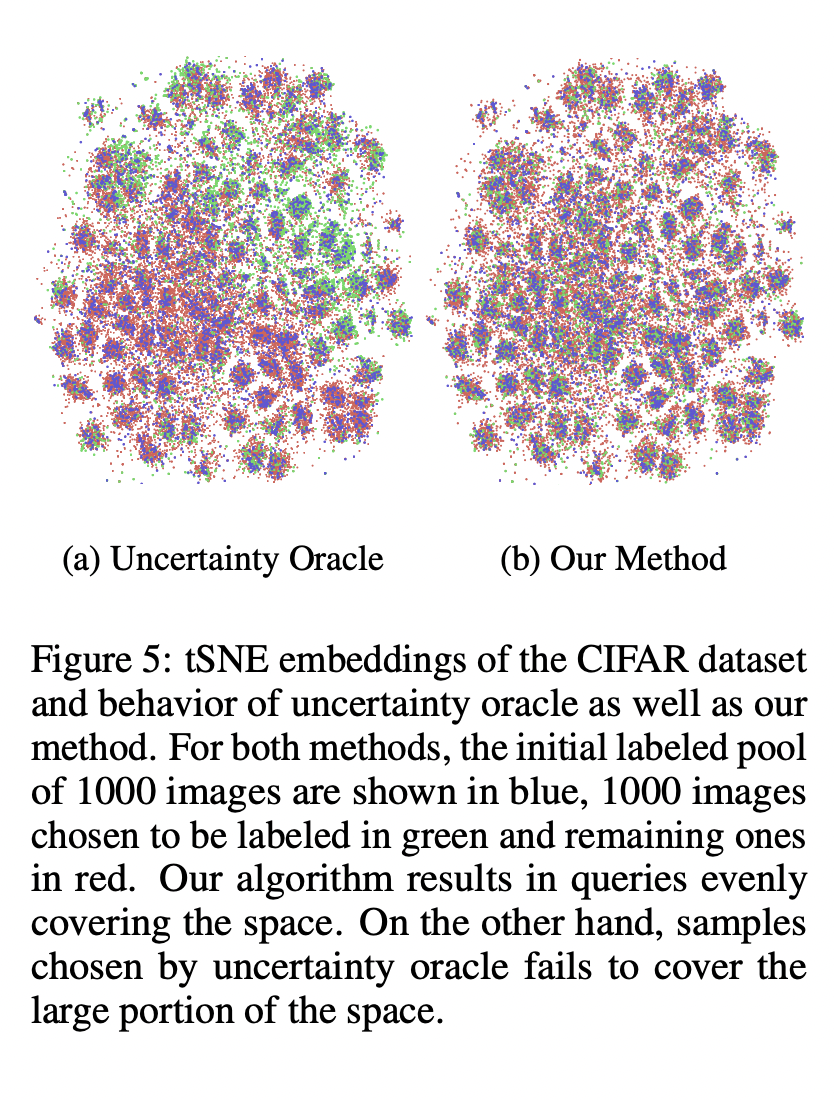 (a) Uncertainty Oracle
(b) Our Method
Figure 5: tSNE embeddings of the CIFAR dataset
and behavior of uncertainty oracle as well as our
method. For both methods, the initial labeled pool
of 1000 images are shown in blue, 1000 images
chosen to be labeled in green and remaining ones
in red. Our algorithm results in queries evenly
covering the space. On the other hand, samples
chosen by uncertainty oracle fails to cover the
large portion of the space.